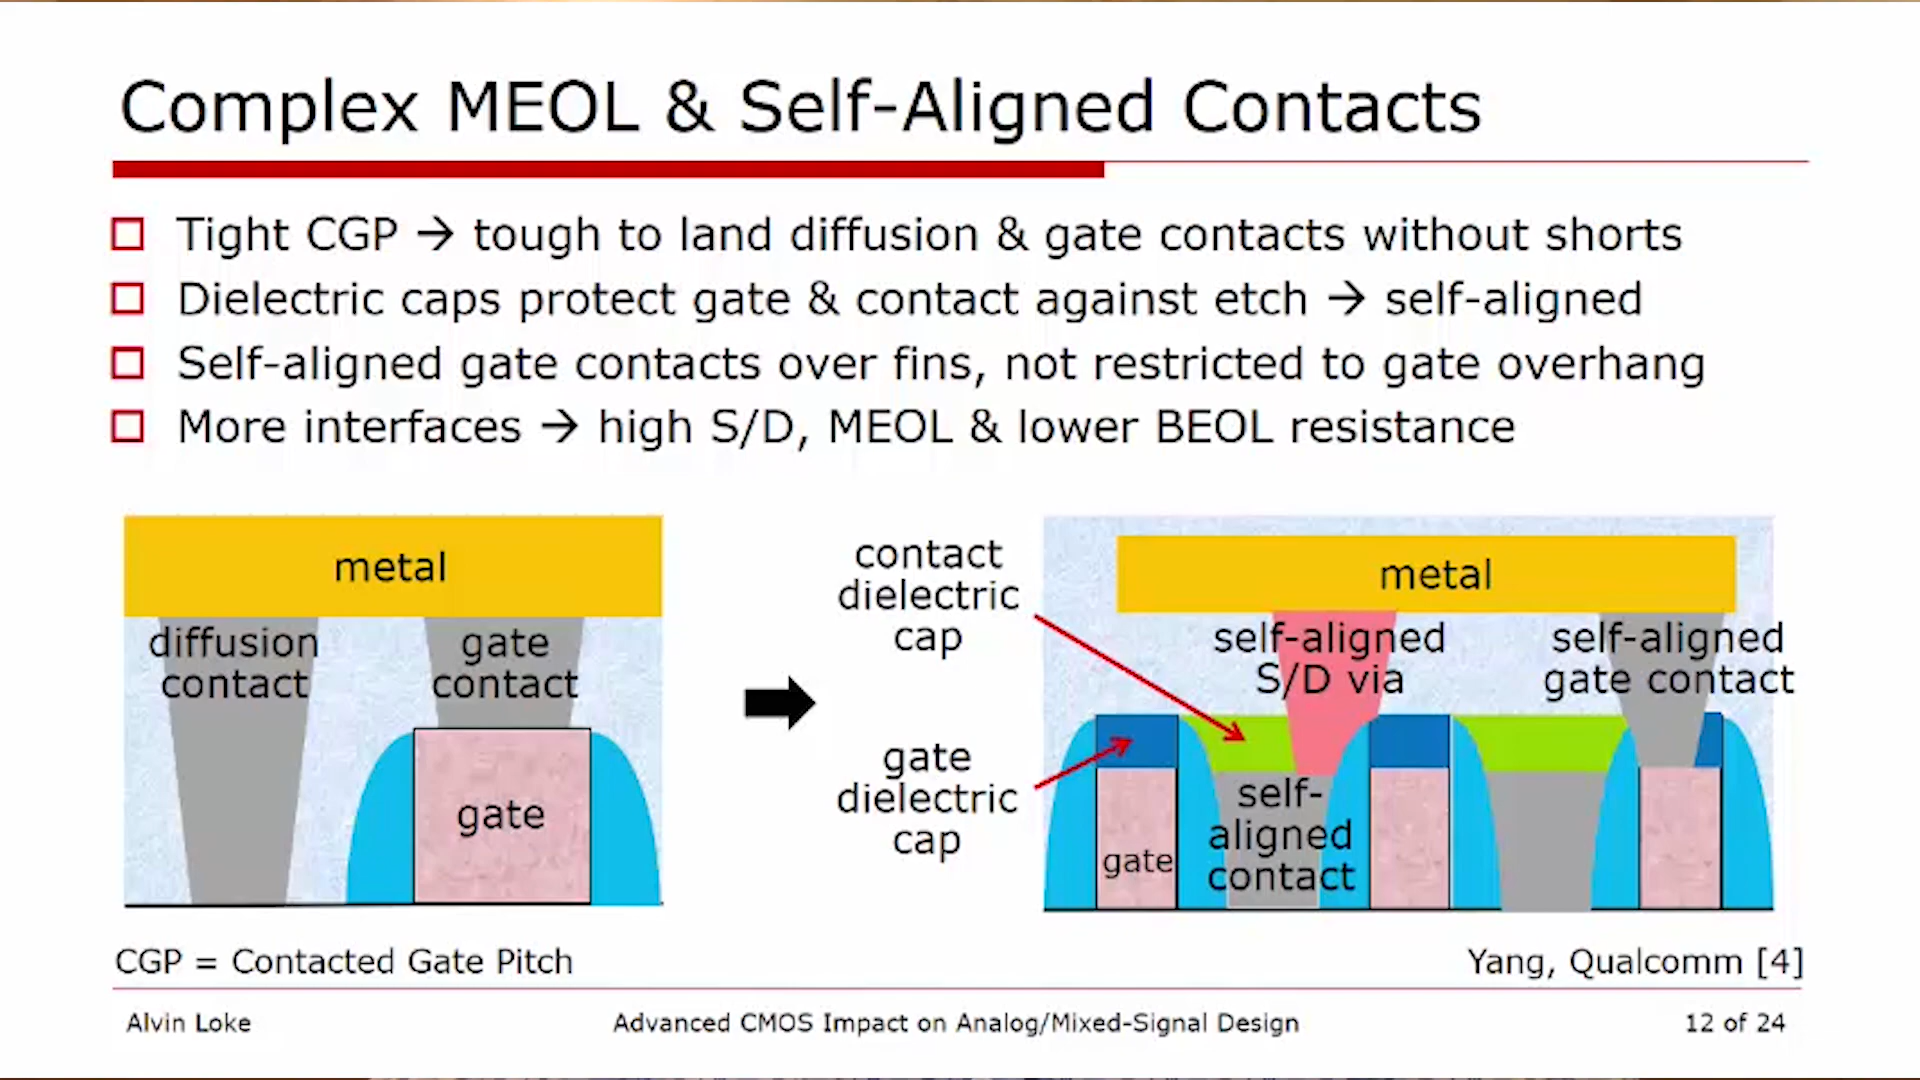 Complex MEOL & Self-Aligned Contacts
Tight CGP → tough to land diffusion & gate contacts without shorts
Dielectric caps protect gate & contact against etch → self-aligned
Self-aligned gate contacts over fins, not restricted to gate overhang
More interfaces → high S/D, MEOL & lower BEOL resistance
metal
diffusion
contact
gate
contact
gate
contact
dielectric
cap
gate
dielectric
cap
metal
self-aligned
S/D via
self-aligned
gate contact
gate
self-
aligned
contact
CGP = Contacted Gate Pitch
Yang, Qualcomm [4]
Alvin Loke
Advanced CMOS Impact on Analog/Mixed-Signal Design
12 of 24